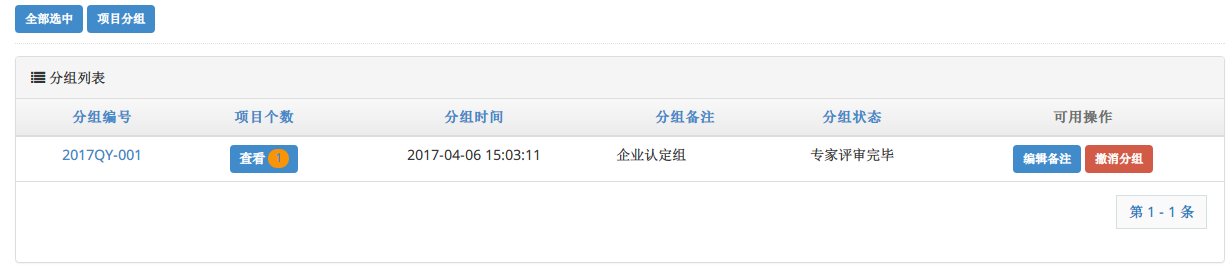 全部选中 项目分组
分组列表
分组编号 项目个数 分组时间 分组备注 分组状态 可用操作
2017QY-001 查看 1 2017-04-06 15:03:11 企业认定组 专家评审完毕 编辑备注 撤消分组
第 1 - 1 条